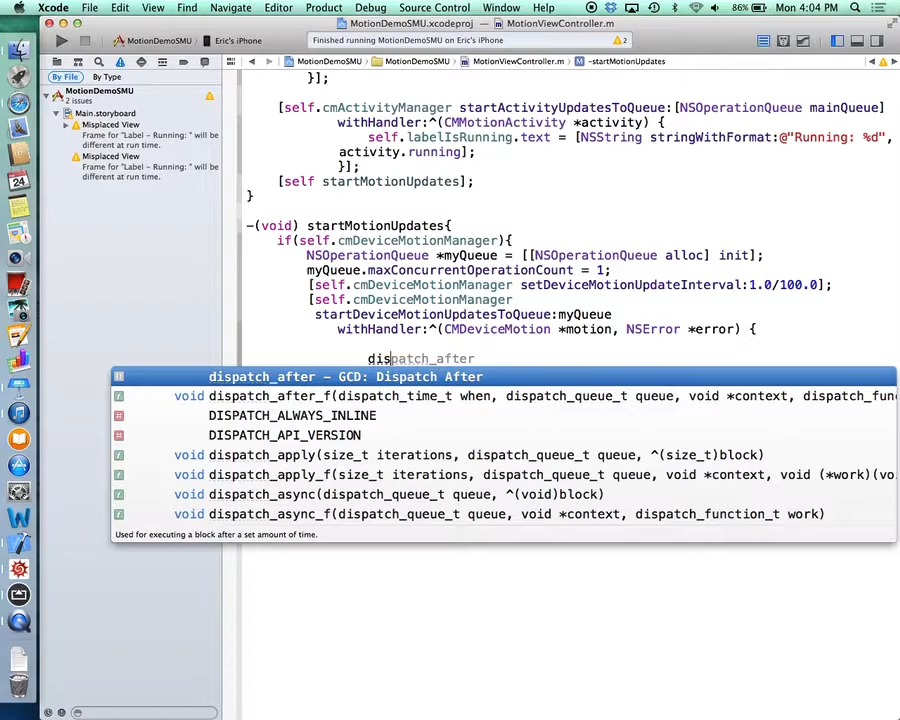 Xcode File Edit View Find Navigate Editor Product Debug Source Control Window 86% Mon 4:04 PM
MotionDemoSMU.xcodeproj — MotionViewController.m
MotionDemoSMU Eric's iPhone Finished running MotionDemoSMU on Eric's iPhone 2
MotionDemoSMU MotionDemoSMU MotionViewController.m M -startMotionUpdates
By File By Type
MotionDemoSMU
2 issues
Main.storyboard
Misplaced View
Frame for "Label - Running: " will be
different at run time.
Misplaced View
Frame for "Label - Running: " will be
different at run time.
}];
[self.cmActivityManager startActivityUpdatesToQueue:[NSOperationQueue mainQueue]
withHandler:^(CMMotionActivity *activity) {
self.labelIsRunning.text = [NSString stringWithFormat:@"Running: %d",
activity.running];
}];
[self startMotionUpdates];
}
-(void) startMotionUpdates{
if(self.cmDeviceMotionManager){
NSOperationQueue *myQueue = [[NSOperationQueue alloc] init];
myQueue.maxConcurrentOperationCount = 1;
[self.cmDeviceMotionManager setDeviceMotionUpdateInterval:1.0/100.0];
[self.cmDeviceMotionManager
startDeviceMotionUpdatesToQueue:myQueue
withHandler:^(CMDeviceMotion *motion, NSError *error) {
dispatch_after
dispatch_after – GCD: Dispatch After
void dispatch_after_f(dispatch_time_t when, dispatch_queue_t queue, void *context, dispatch_func
DISPATCH_ALWAYS_INLINE
DISPATCH_API_VERSION
void dispatch_apply(size_t iterations, dispatch_queue_t queue, ^(size_t)block)
void dispatch_apply_f(size_t iterations, dispatch_queue_t queue, void *context, void (*work)(vo
void dispatch_async(dispatch_queue_t queue, ^(void)block)
void dispatch_async_f(dispatch_queue_t queue, void *context, dispatch_function_t work)
Used for executing a block after a set amount of time.